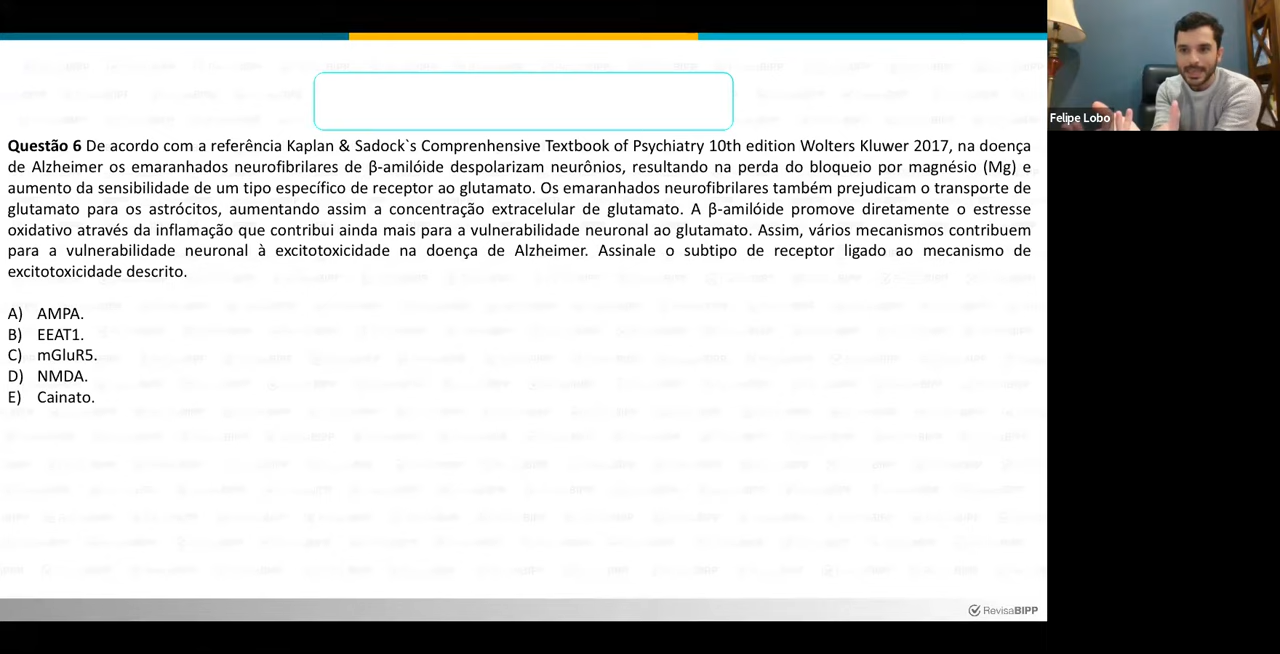 Felipe Lobo
Questão 6 De acordo com a referência Kaplan & Sadock`s Comprenhensive Textbook of Psychiatry 10th edition Wolters Kluwer 2017, na doença
de Alzheimer os emaranhados neurofibrilares de β-amilóide despolarizam neurônios, resultando na perda do bloqueio por magnésio (Mg) e
aumento da sensibilidade de um tipo específico de receptor ao glutamato. Os emaranhados neurofibrilares também prejudicam o transporte de
glutamato para os astrócitos, aumentando assim a concentração extracelular de glutamato. A β-amilóide promove diretamente o estresse
oxidativo através da inflamação que contribui ainda mais para a vulnerabilidade neuronal ao glutamato. Assim, vários mecanismos contribuem
para a vulnerabilidade neuronal à excitotoxicidade na doença de Alzheimer. Assinale o subtipo de receptor ligado ao mecanismo de
excitotoxicidade descrito.
A) AMPA.
B) EEAT1.
C) mGluR5.
D) NMDA.
E) Cainato.
RevisaBIPP